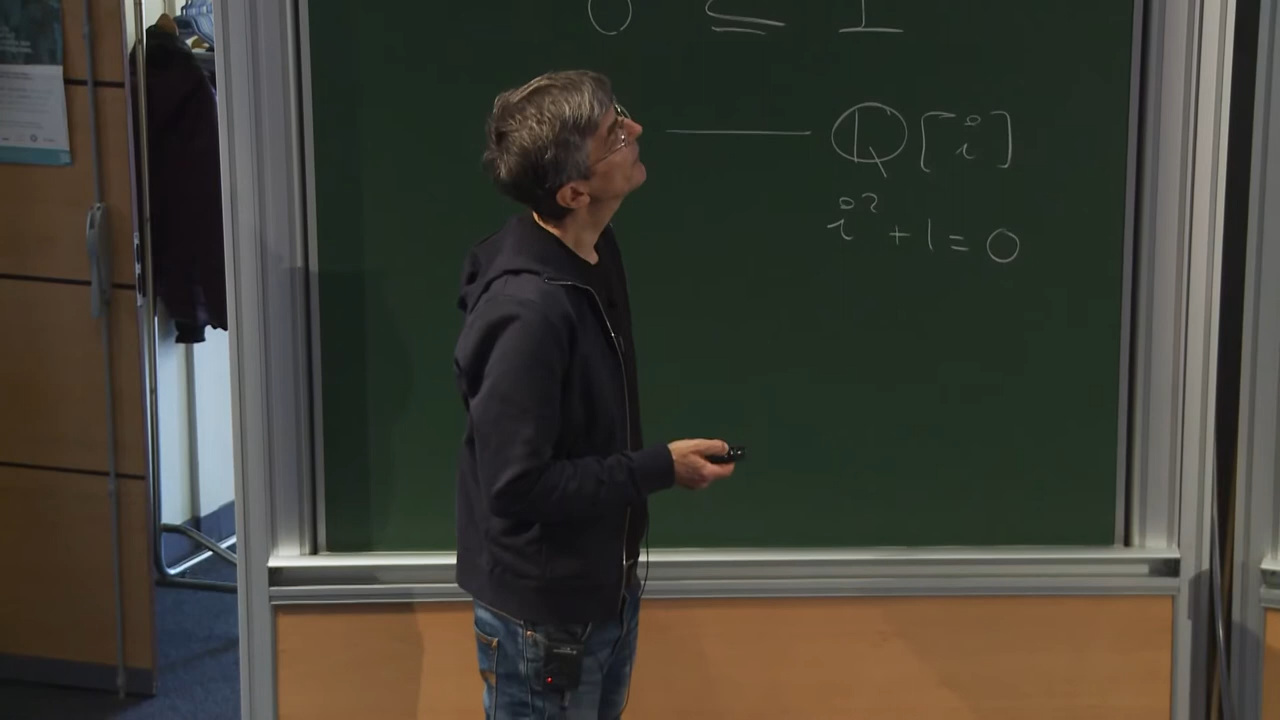 0 ≤ 1
— ℚ[i]
i² + 1 = 0